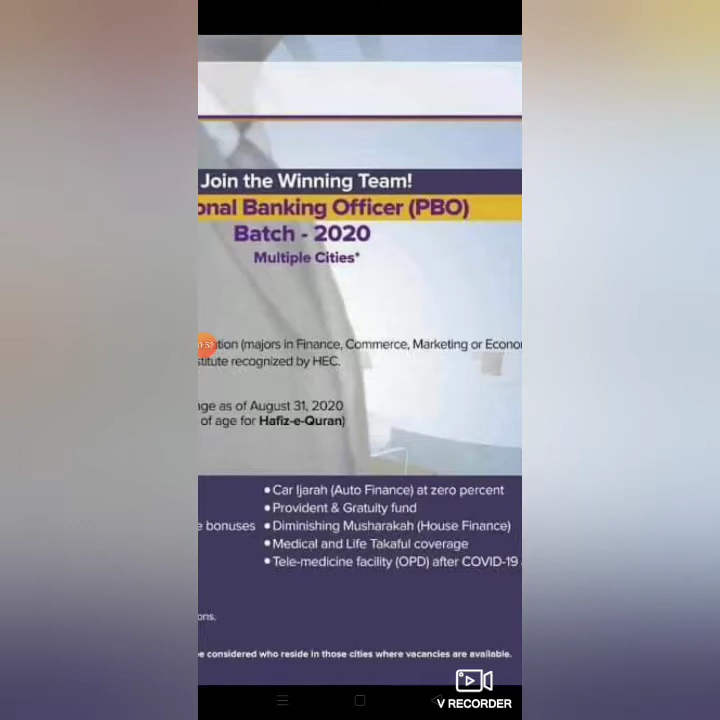 Join the Winning Team!
onal Banking Officer (PBO)
Batch - 2020
Multiple Cities*
tion (majors in Finance, Commerce, Marketing or Econo
stitute recognized by HEC.
ge as of August 31, 2020
of age for Hafiz-e-Quran)
• Car Ijarah (Auto Finance) at zero percent
• Provident & Gratuity fund
e bonuses • Diminishing Musharakah (House Finance)
• Medical and Life Takaful coverage
• Tele-medicine facility (OPD) after COVID-19
ons.
e considered who reside in those cities where vacancies are available.
V RECORDER